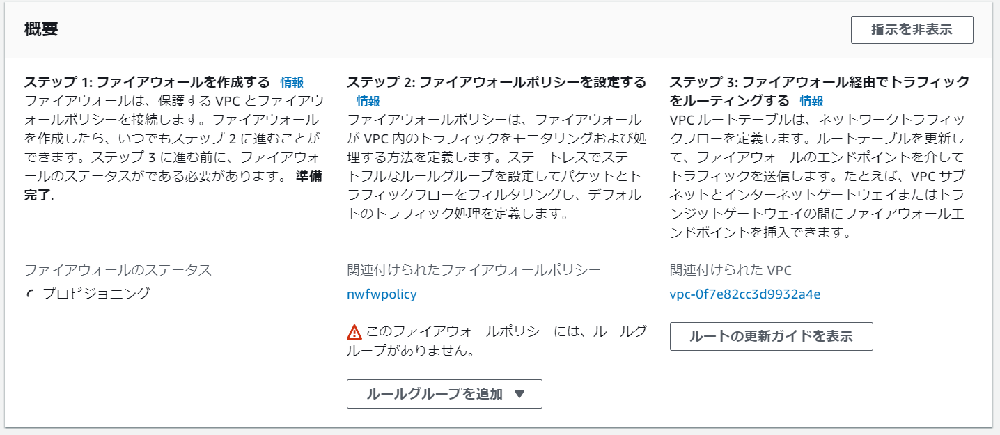 概要
指示を非表示
ステップ 1: ファイアウォールを作成する 情報
ファイアウォールは、保護する VPC とファイアウ
ォールポリシーを接続します。ファイアウォール
を作成したら、いつでもステップ 2 に進むことが
できます。ステップ 3 に進む前に、ファイアウォ
ールのステータスがである必要があります。 準備
完了.
ファイアウォールのステータス
プロビジョニング
ステップ 2: ファイアウォールポリシーを設定する
情報
ファイアウォールポリシーは、ファイアウォール
が VPC 内のトラフィックをモニタリングおよび処
理する方法を定義します。ステートレスでステー
トフルなルールグループを設定してパケットとト
ラフィックフローをフィルタリングし、デフォル
トのトラフィック処理を定義します。
関連付けられたファイアウォールポリシー
nwfwpolicy
このファイアウォールポリシーには、ルールグ
ループがありません。
ルールグループを追加
ステップ 3: ファイアウォール経由でトラフィック
をルーティングする 情報
VPC ルートテーブルは、ネットワークトラフィッ
クフローを定義します。ルートテーブルを更新し
て、ファイアウォールのエンドポイントを介して
トラフィックを送信します。たとえば、VPC サブ
ネットとインターネットゲートウェイまたはトラ
ンジットゲートウェイの間にファイアウォールエ
ンドポイントを挿入できます。
関連付けられた VPC
vpc-0f7e82cc3d9932a4e
ルートの更新ガイドを表示